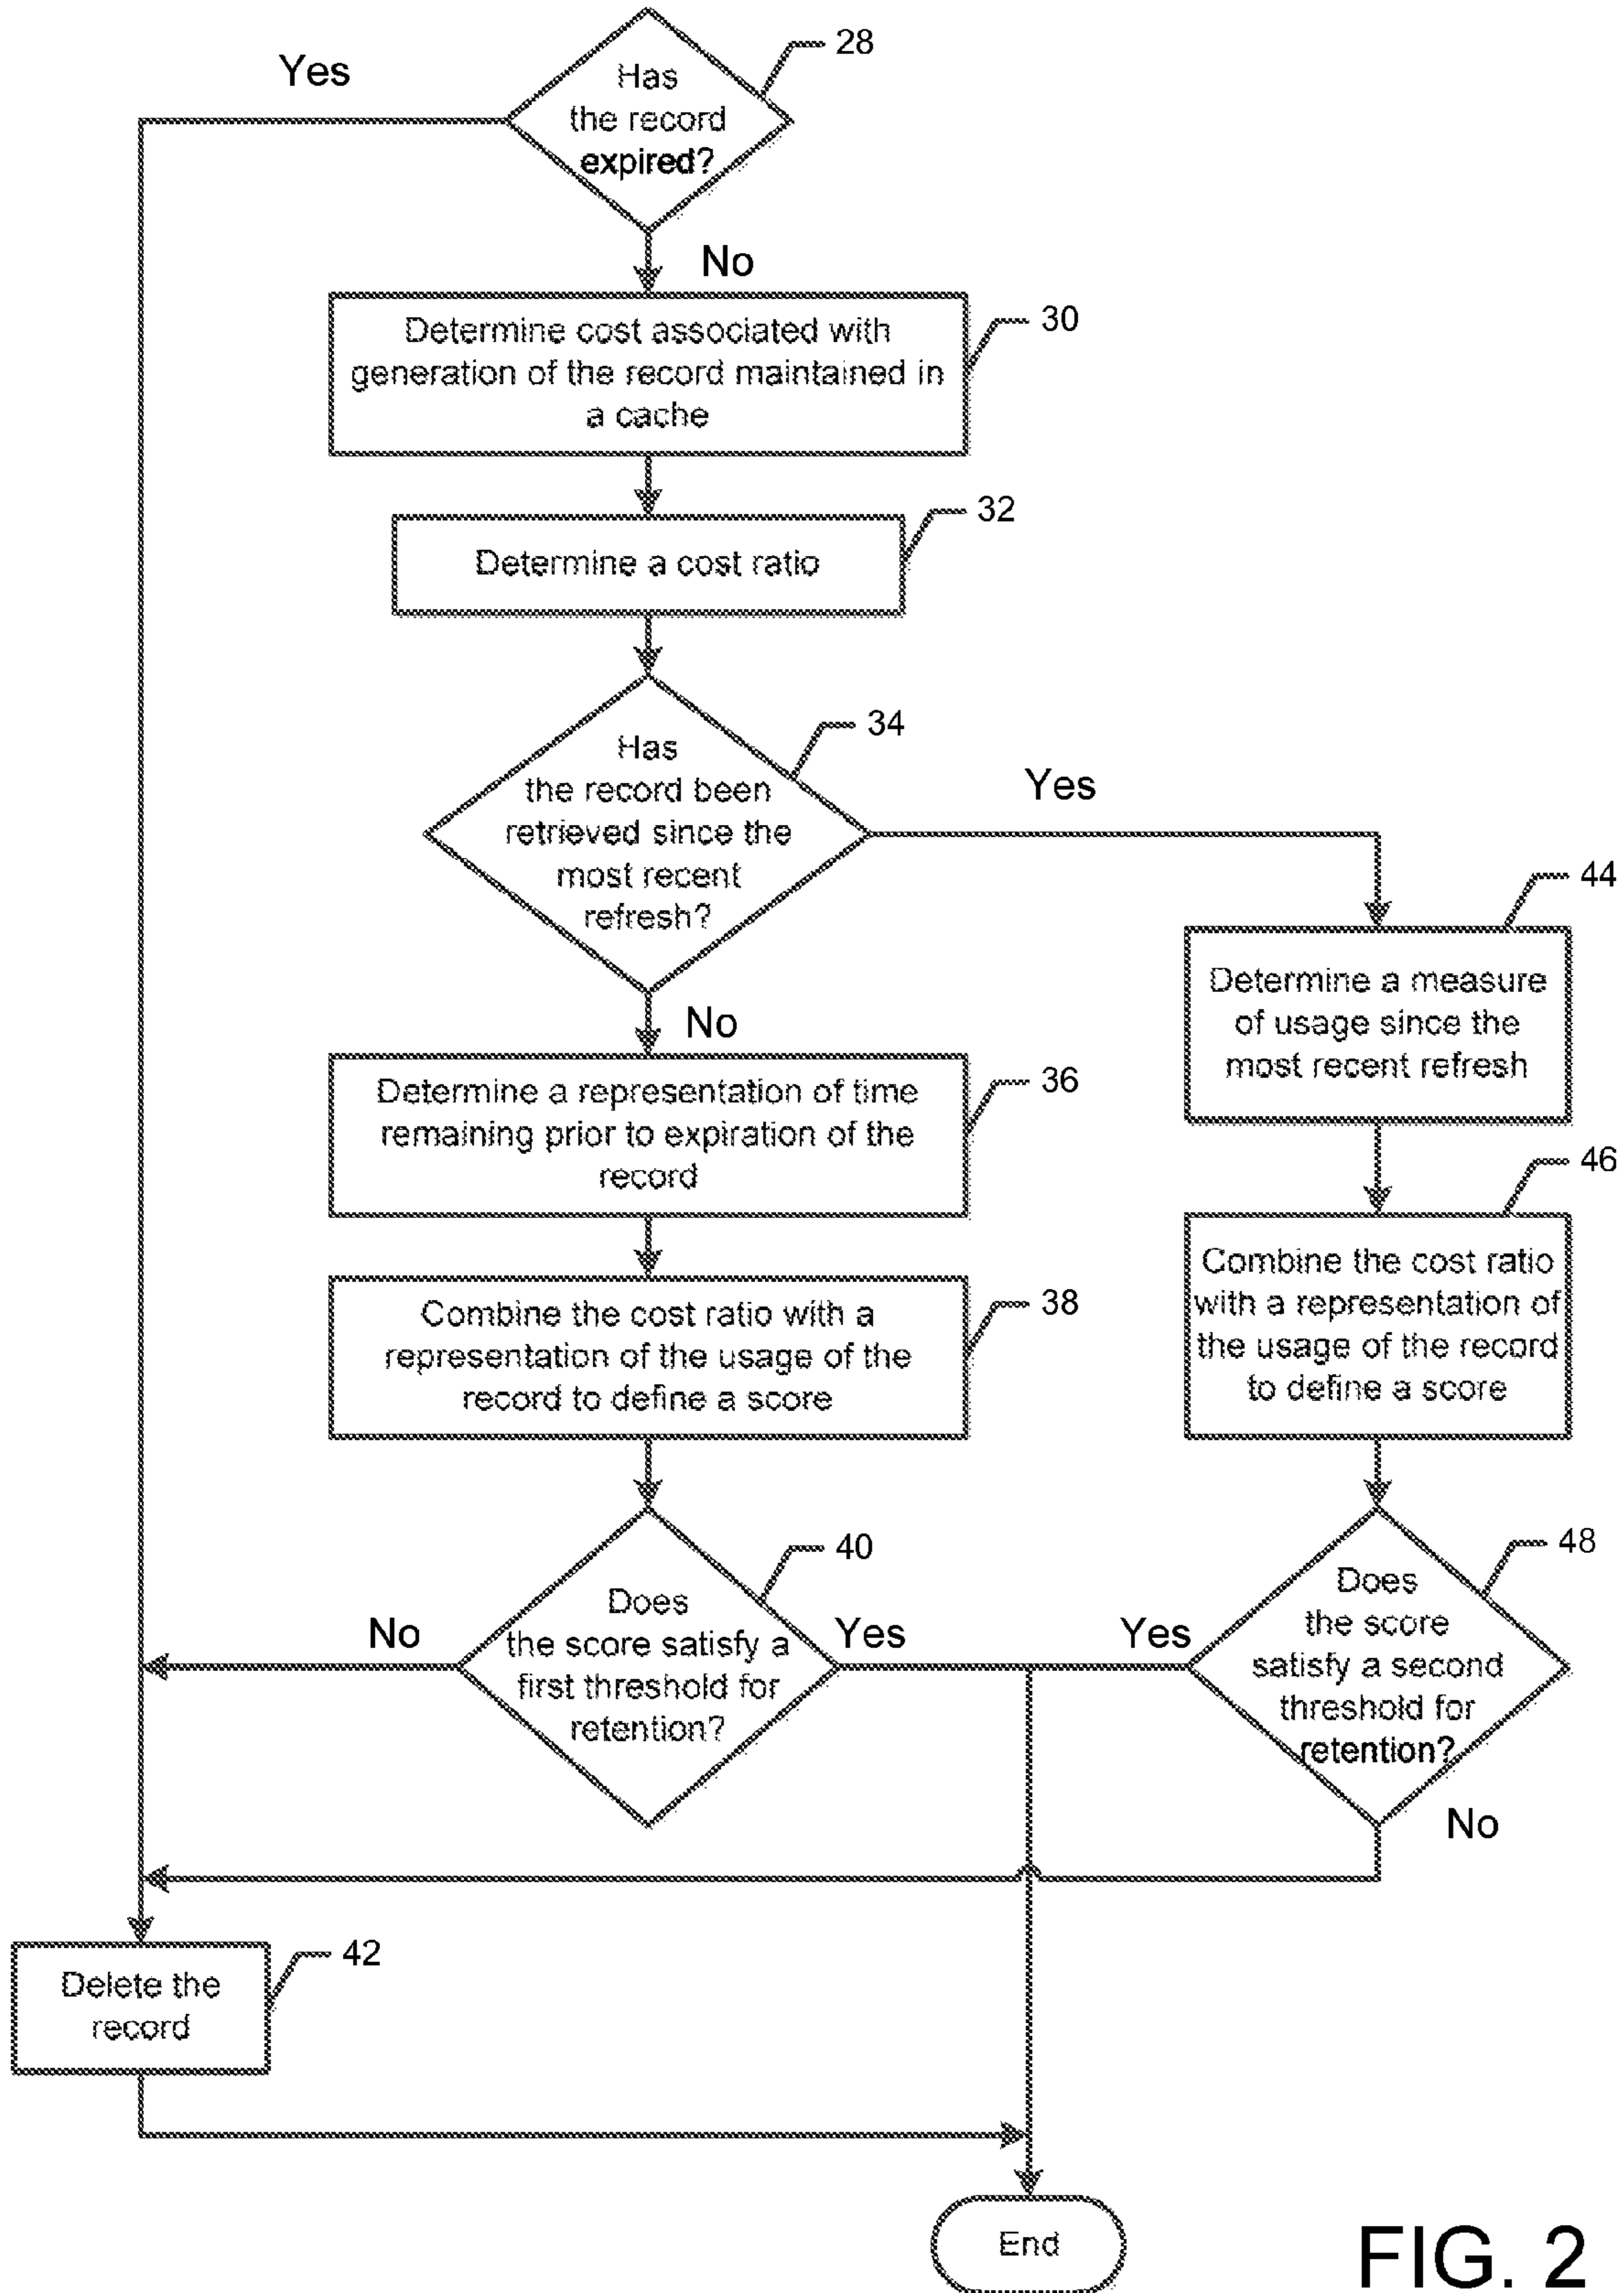 28
Yes
Has
the record
expired?
No
30
Determine cost associated with
generation of the record maintained in
a cache
32
Determine a cost ratio
34
Has
the record been
retrieved since the
most recent
refresh?
Yes
44
Determine a measure
of usage since the
most recent refresh
No
36
Determine a representation of time
remaining prior to expiration of the
record
46
Combine the cost ratio
with a representation of
the usage of the record
to define a score
38
Combine the cost ratio with a
representation of the usage of the
record to define a score
40
Does
the score satisfy a
first threshold for
retention?
No
Yes
48
Does
the score
satisfy a second
threshold for
retention?
Yes
No
42
Delete the
record
End
FIG. 2